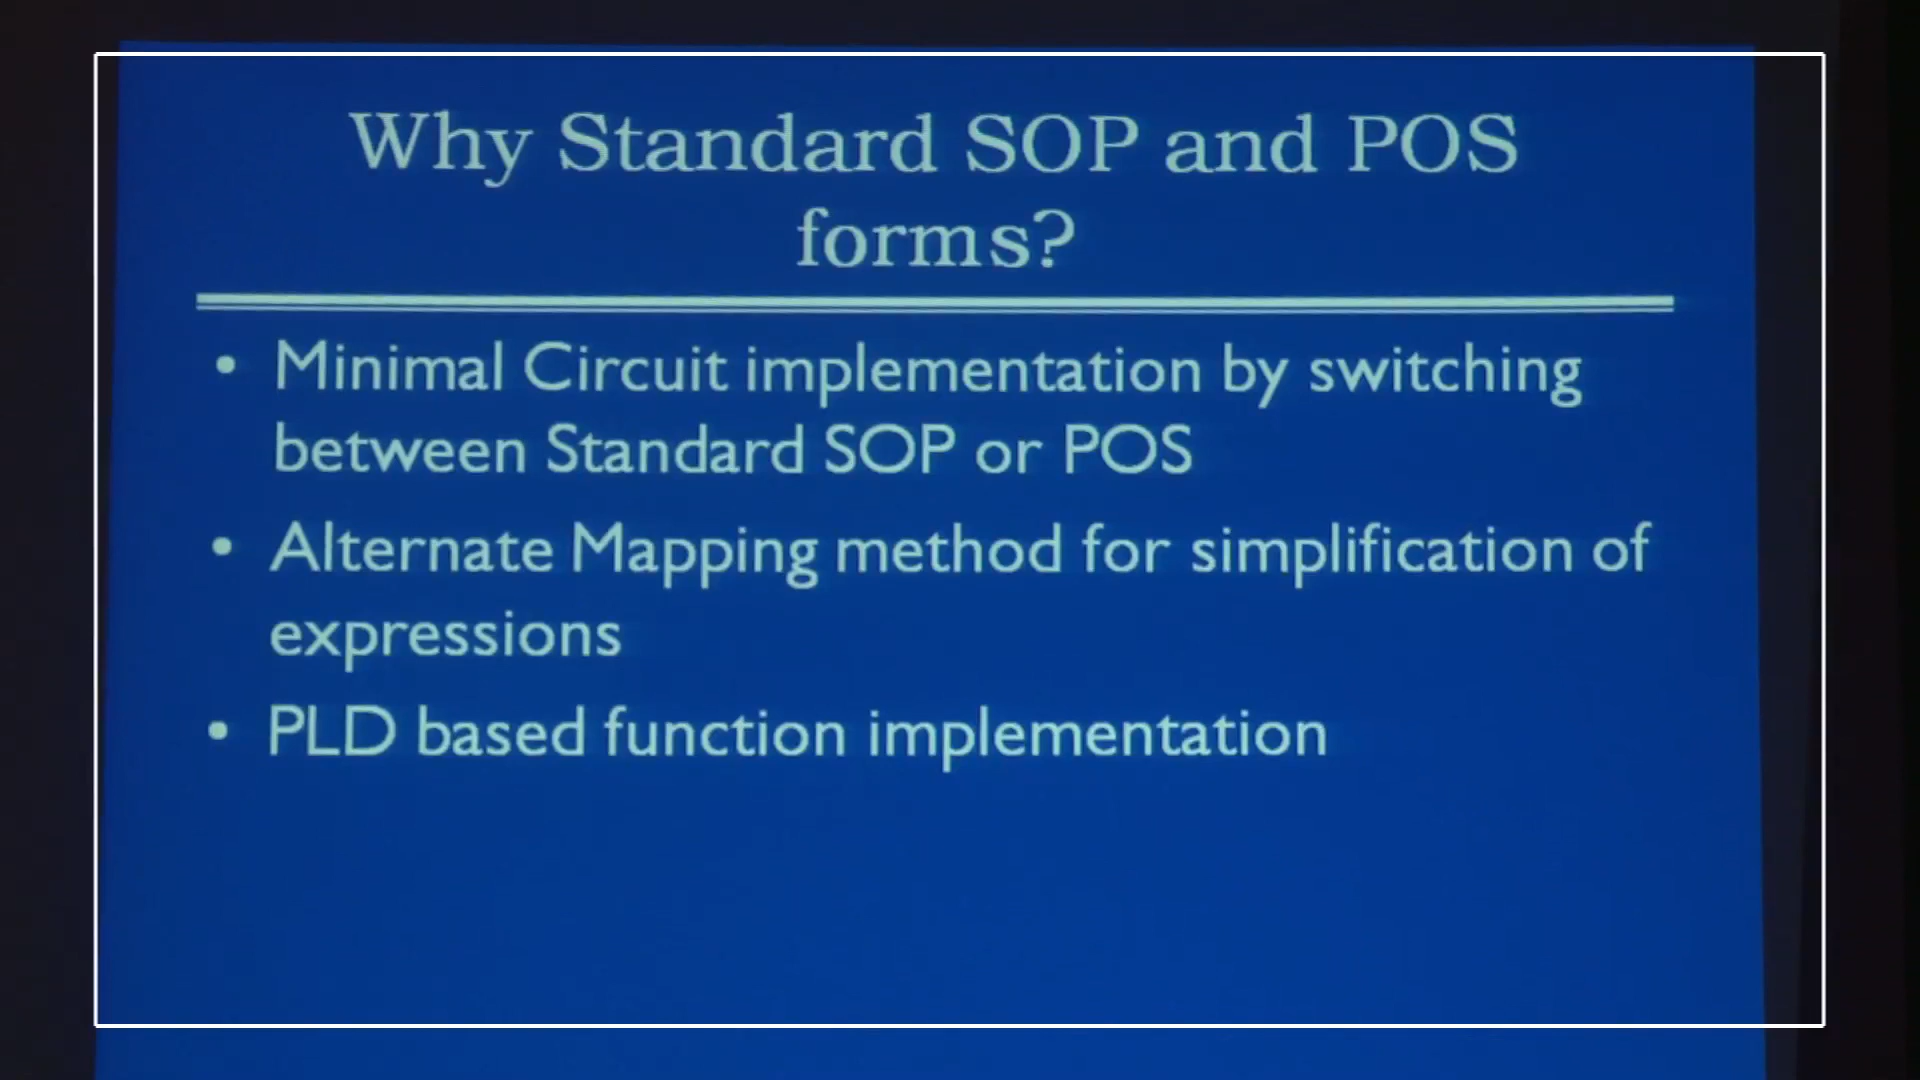 Why Standard SOP and POS
forms?
• Minimal Circuit implementation by switching
between Standard SOP or POS
• Alternate Mapping method for simplification of
expressions
• PLD based function implementation